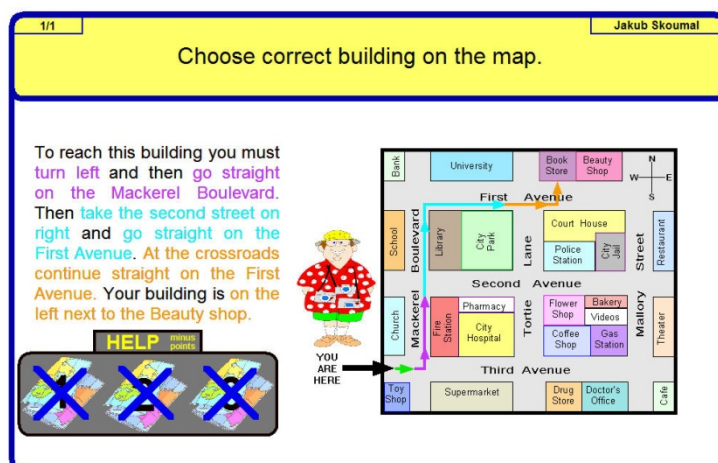 1/1
Jakub Skoumal
Choose correct building on the map.
To reach this building you must
turn left and then go straight
on the Mackerel Boulevard.
Then take the second street on
right and go straight on the
First Avenue. At the crossroads
continue straight on the First
Avenue. Your building is on the
left next to the Beauty shop.
HELP minus points
1 2 3
YOU
ARE
HERE
Bank
University
Book Store
Beauty Shop
N
W E
S
First Avenue
School
Boulevard
Library
City Park
Lane
Court House
Police Station
City Jail
Street
Restaurant
Second Avenue
Church
Mackerel
Fire Station
Pharmacy
City Hospital
Tortie
Flower Shop
Bakery
Videos
Coffee Shop
Gas Station
Mallory
Theater
Third Avenue
Toy Shop
Supermarket
Drug Store
Doctor's Office
Cafe